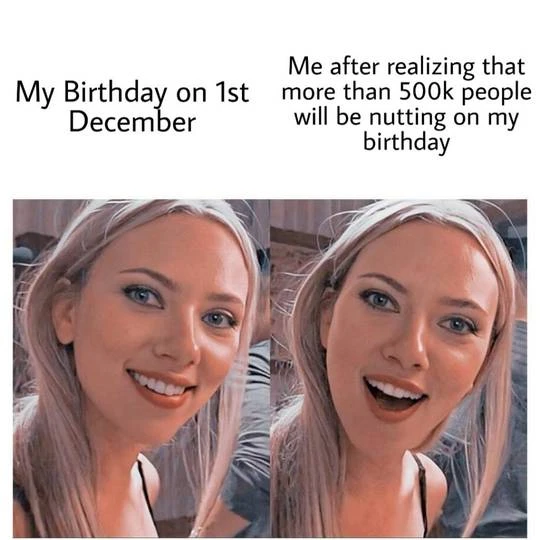 My Birthday on 1st
December
Me after realizing that
more than 500k people
will be nutting on my
birthday